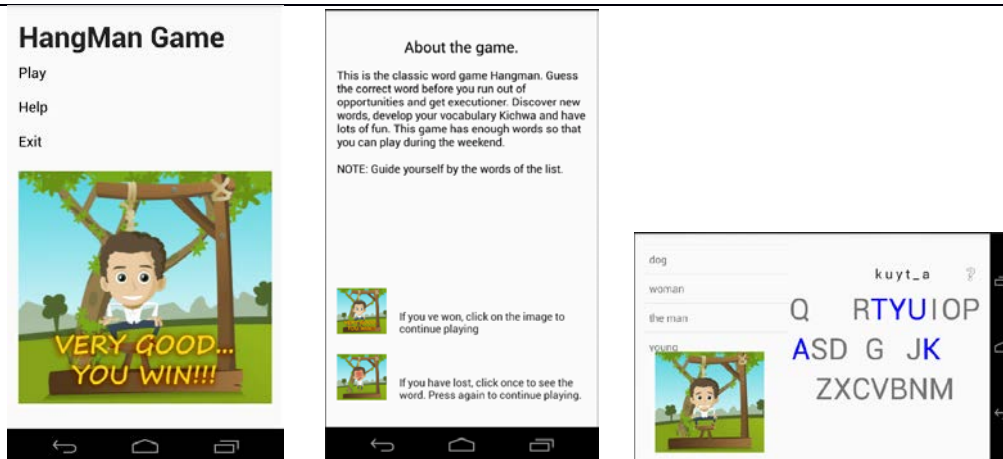 HangMan Game
Play
Help
Exit
VERY GOOD...
YOU WIN!!!
About the game.
This is the classic word game Hangman. Guess
the correct word before you run out of
opportunities and get executioner. Discover new
words, develop your vocabulary Kichwa and have
lots of fun. This game has enough words so that
you can play during the weekend.
NOTE: Guide yourself by the words of the list.
If you ve won, click on the image to
continue playing
If you have lost, click once to see the
word. Press again to continue playing.
dog
woman
the man
young
kuyt_a
?
Q RTYUIOP
ASD G JK
ZXCVBNM